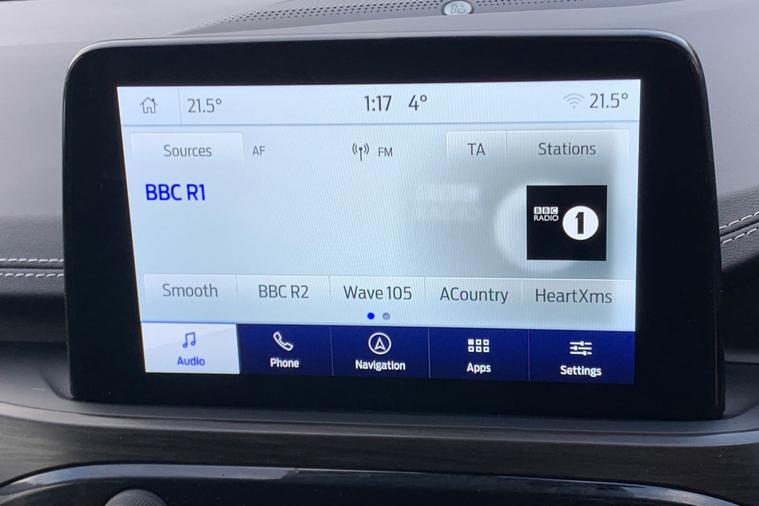 21.5° 1:17 4° 21.5°
Sources AF FM TA Stations
BBC R1
BBC
RADIO 1
Smooth BBC R2 Wave 105 ACountry HeartXms
Audio Phone Navigation Apps Settings